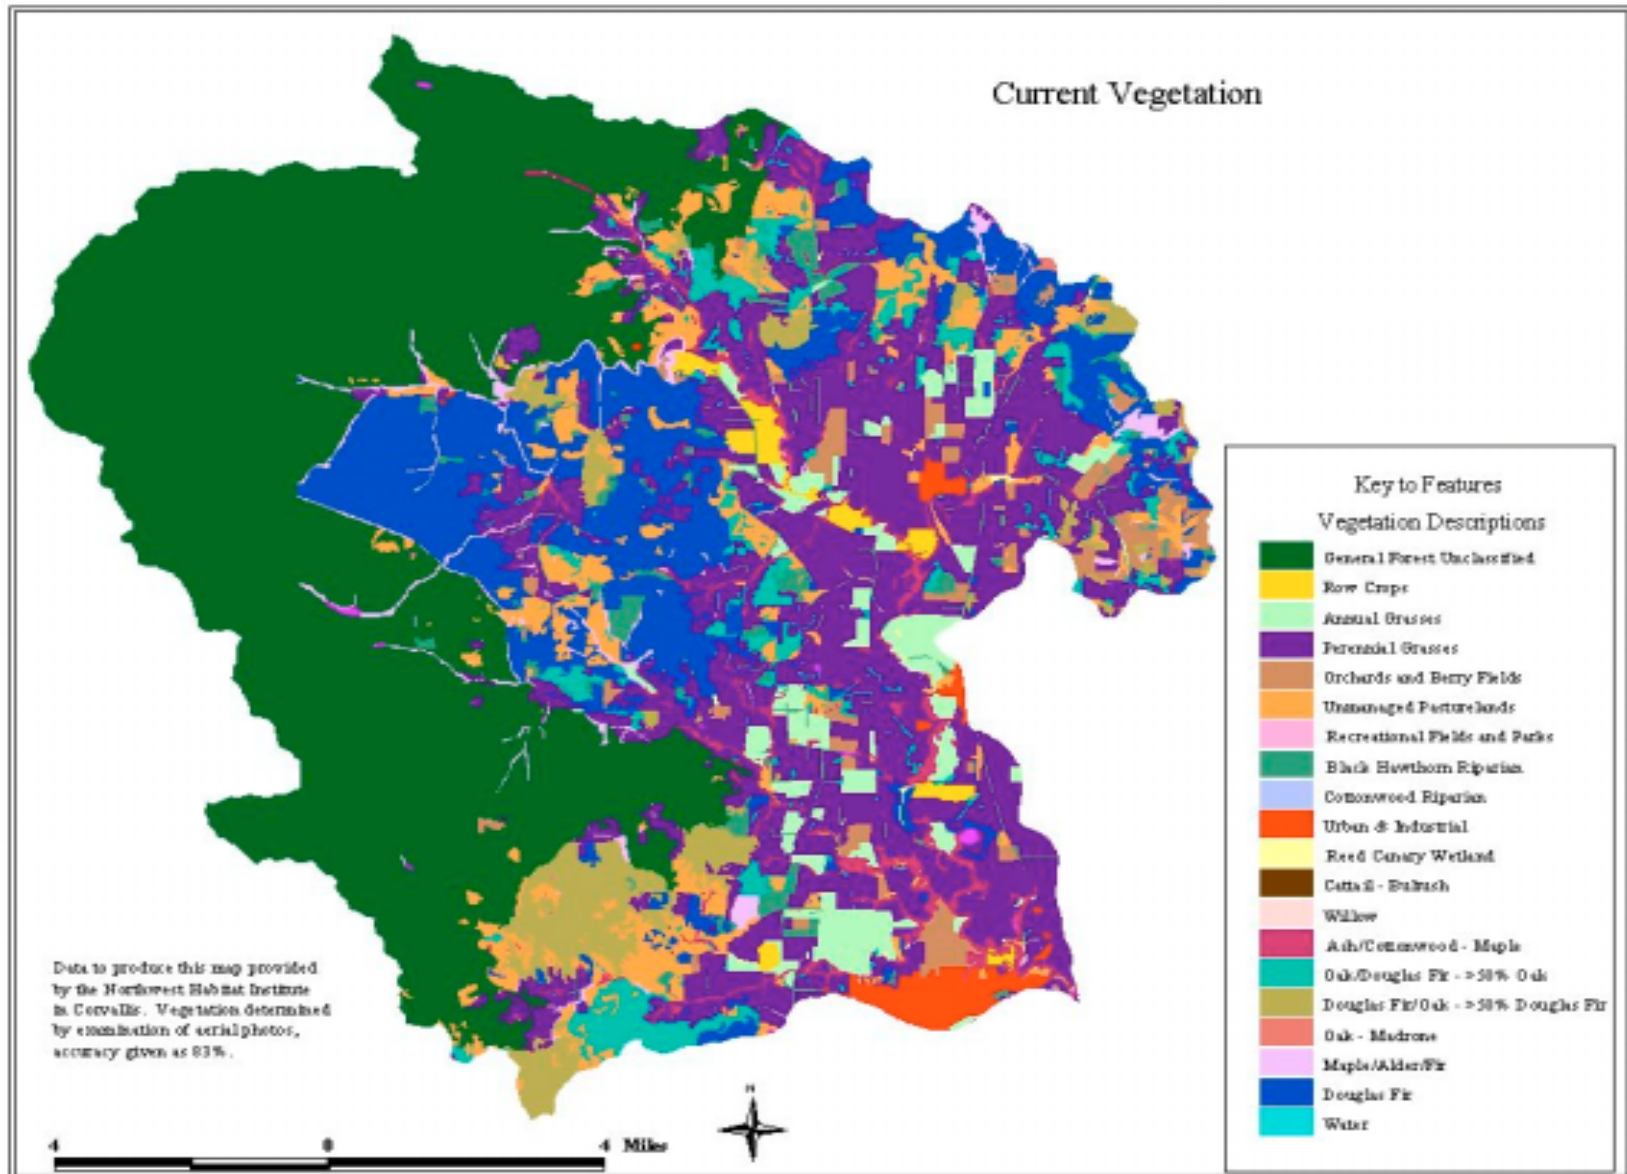 Current Vegetation
Key to Features
Vegetation Descriptions
General Forest Unclassified
Row Crops
Annual Grasses
Perennial Grasses
Orchards and Berry Fields
Unmanaged Pasturelands
Recreational Fields and Parks
Black Hawthorn Riparian
Cottonwood Riparian
Urban & Industrial
Reed Canary Wetland
Cattail - Bulrush
Willow
Ash/Cottonwood - Maple
Oak/Douglas Fir - >50% Oak
Douglas Fir/Oak - >50% Douglas Fir
Oak - Madrone
Maple/Alder/Fir
Douglas Fir
Water
Data to produce this map provided
by the Northwest Habitat Institute
in Corvallis. Vegetation determined
by examination of aerial photos,
accuracy given as 83%.
N
4 0 4 Miles